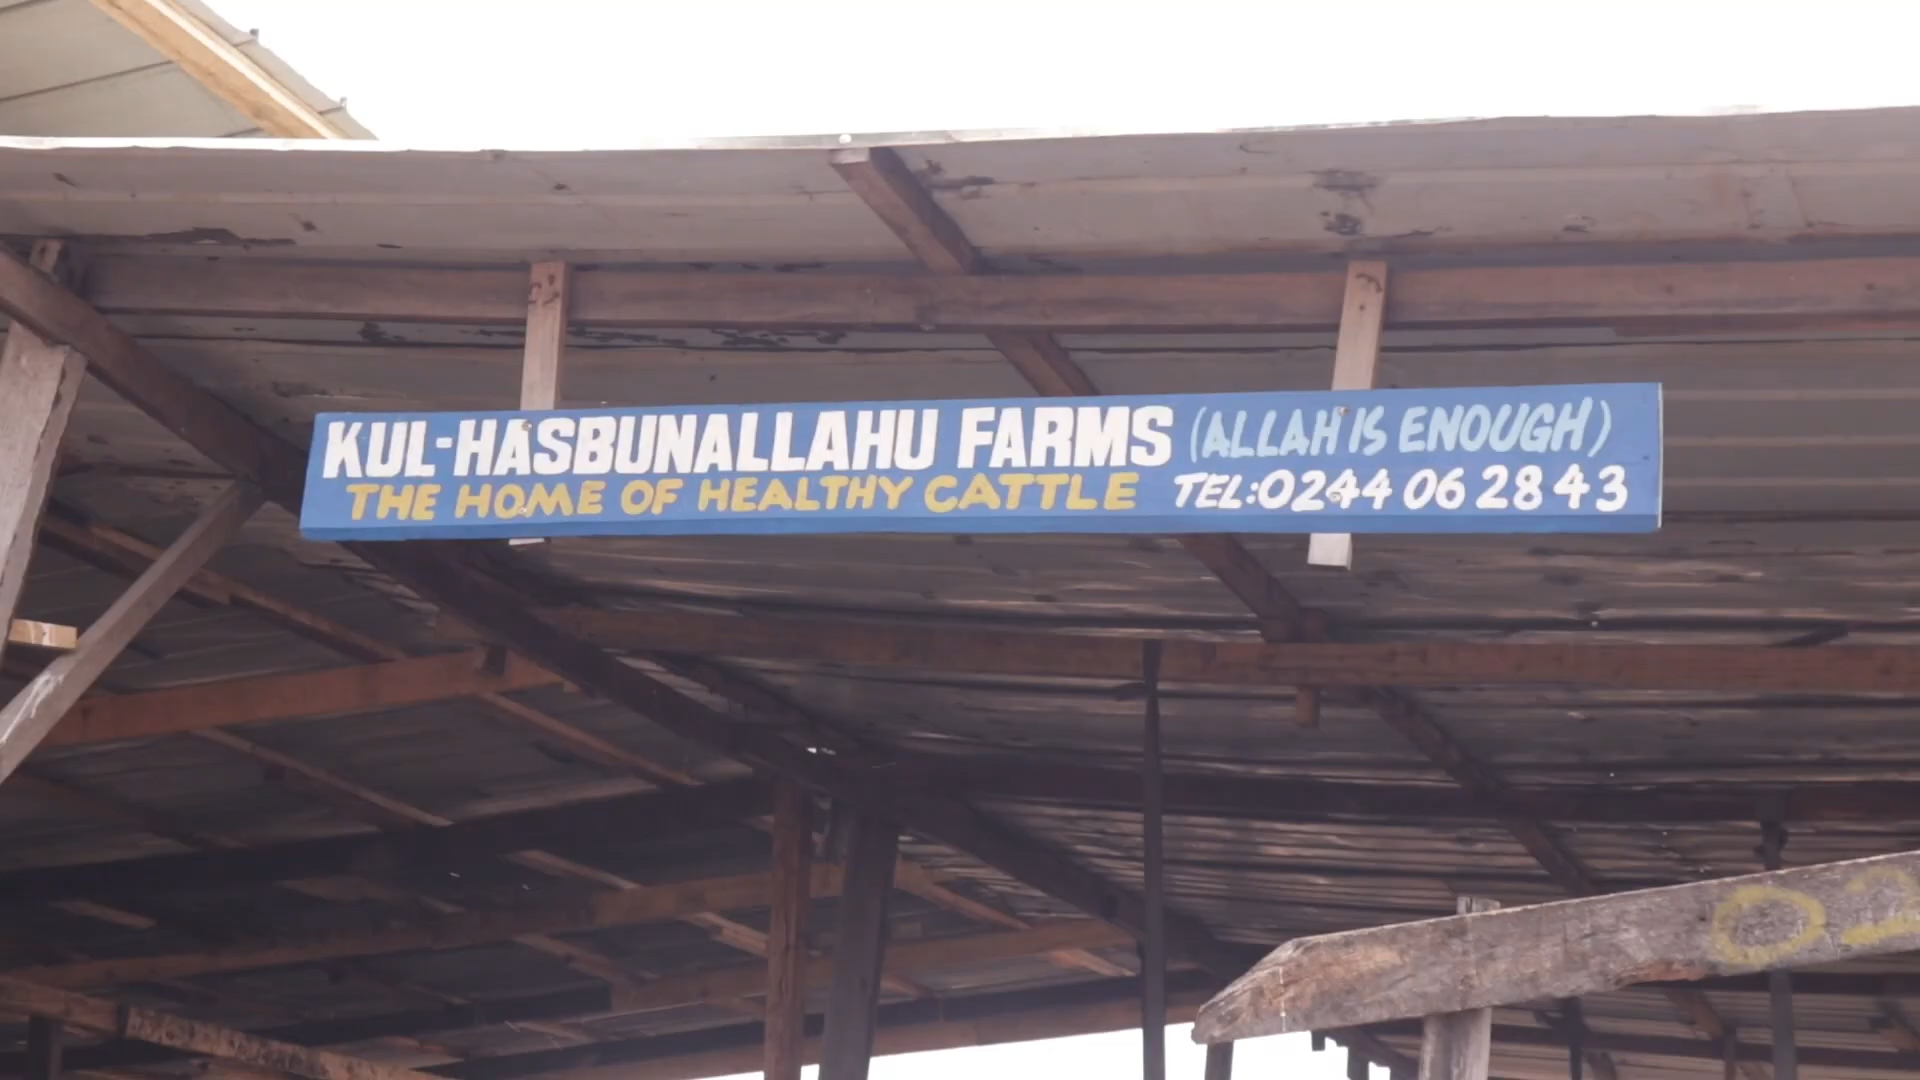 KUL-HASBUNALLAHU FARMS (ALLAH IS ENOUGH)
THE HOME OF HEALTHY CATTLE TEL:0244 06 28 43